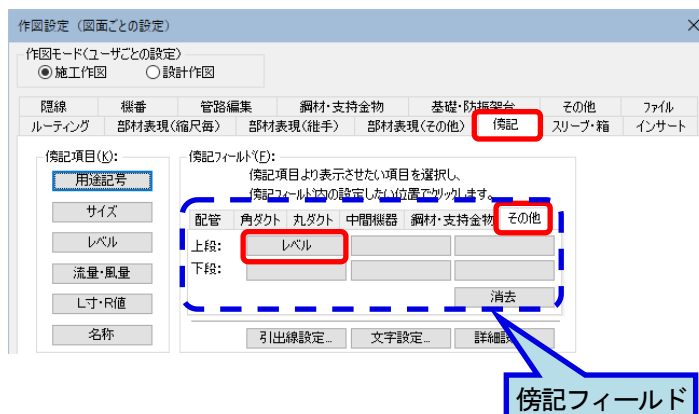 作図設定（図面ごとの設定）
作図モード(ユーザごとの設定)
施工作図 設計作図
隠線 機番 管路編集 鋼材・支持金物 基礎・防振架台 その他 ファイル
ルーティング 部材表現(縮尺毎) 部材表現(継手) 部材表現(その他) 傍記 スリーブ・箱 インサート
傍記項目(K):
用途記号
サイズ
レベル
流量・風量
L寸・R値
名称
傍記フィールド(F):
傍記項目より表示させたい項目を選択し、
傍記フィールド内の設定したい位置でクリックします。
配管 角ダクト 丸ダクト 中間機器 鋼材・支持金物 その他
上段: レベル
下段:
消去
引出線設定... 文字設定...
傍記フィールド